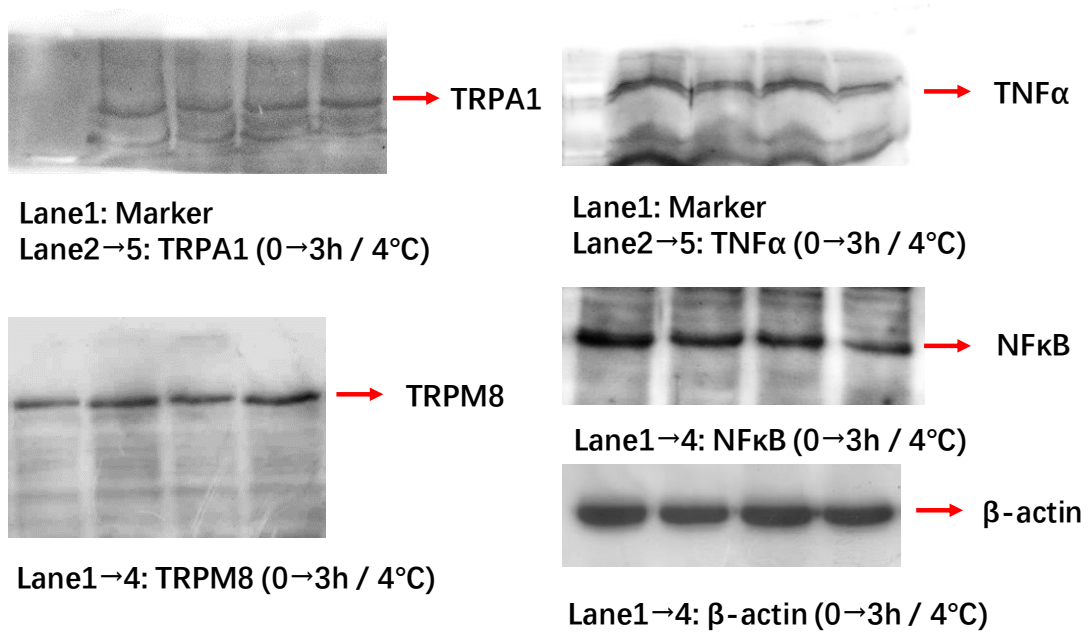 TRPA1
Lane1: Marker
Lane2→5: TRPA1 (0→3h / 4℃)
TNFα
Lane1: Marker
Lane2→5: TNFα (0→3h / 4℃)
TRPM8
Lane1→4: TRPM8 (0→3h / 4℃)
NFκB
Lane1→4: NFκB (0→3h / 4℃)
β-actin
Lane1→4: β-actin (0→3h / 4℃)